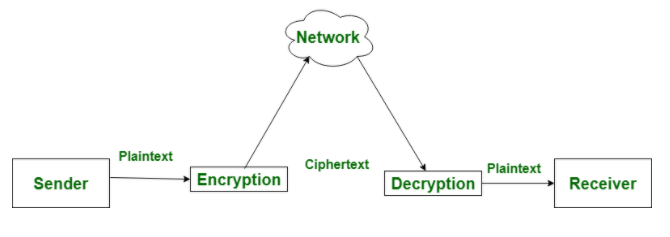 Network
Plaintext
Ciphertext
Plaintext
Sender
Encryption
Decryption
Receiver